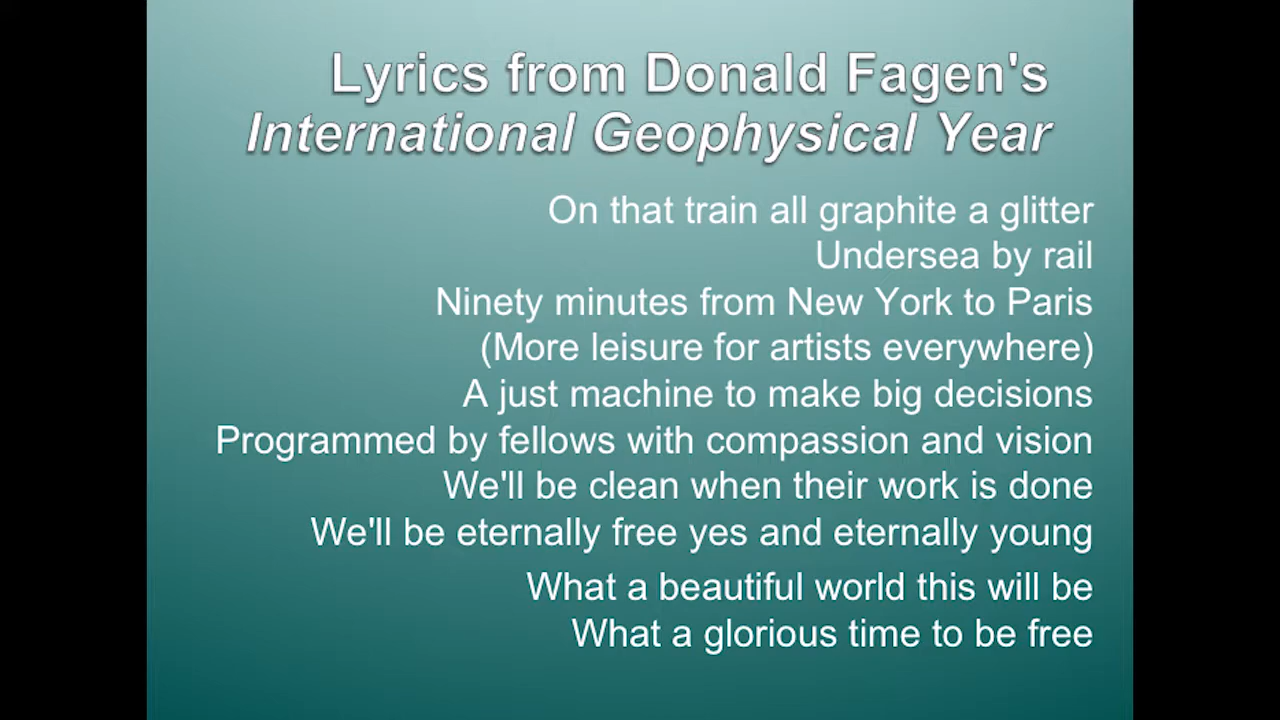 Lyrics from Donald Fagen's
International Geophysical Year
On that train all graphite a glitter
Undersea by rail
Ninety minutes from New York to Paris
(More leisure for artists everywhere)
A just machine to make big decisions
Programmed by fellows with compassion and vision
We'll be clean when their work is done
We'll be eternally free yes and eternally young
What a beautiful world this will be
What a glorious time to be free